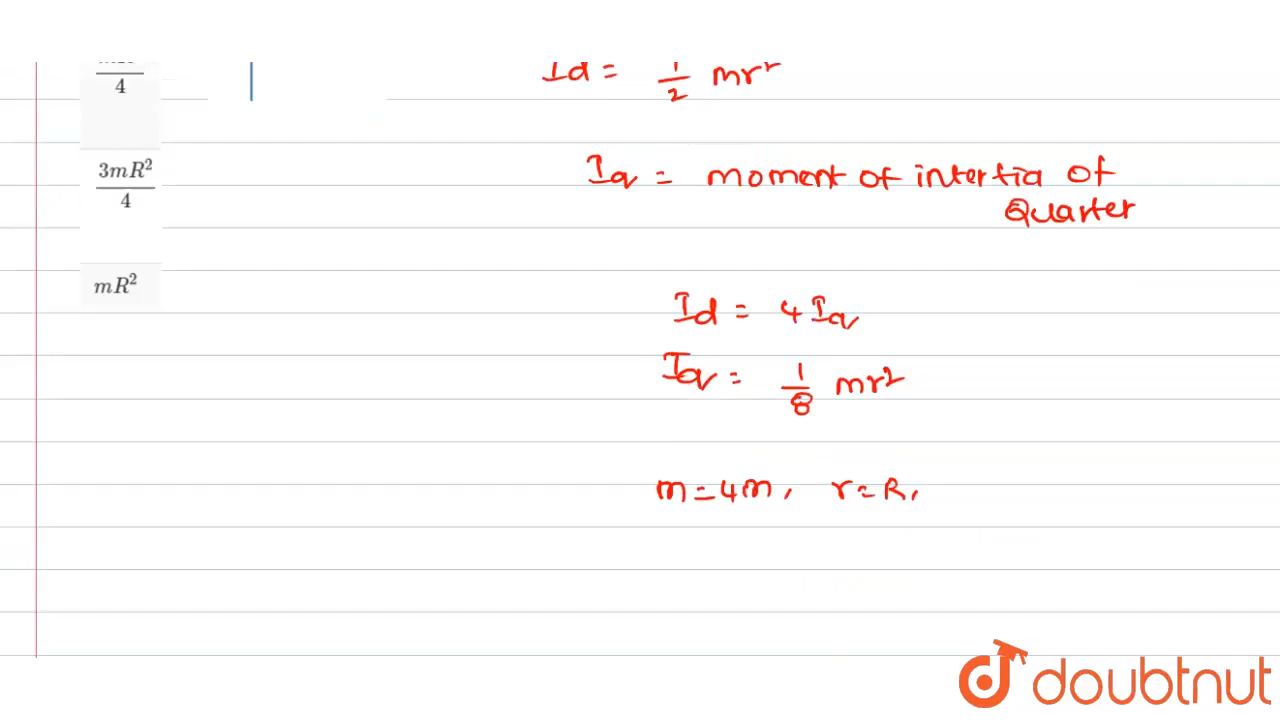 4
Id = 1/2 mr²
Iq = moment of intertia of
Quarter
3mR²/4
mR²
Id = 4Iq
Iq = 1/8 mr²
m=4m, r=R,
doubtnut